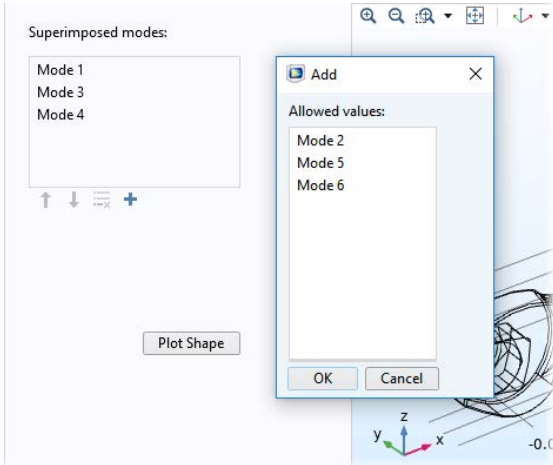 Superimposed modes:
Mode 1
Mode 3
Mode 4
Plot Shape
Add
Allowed values:
Mode 2
Mode 5
Mode 6
OK
Cancel
z
y
x